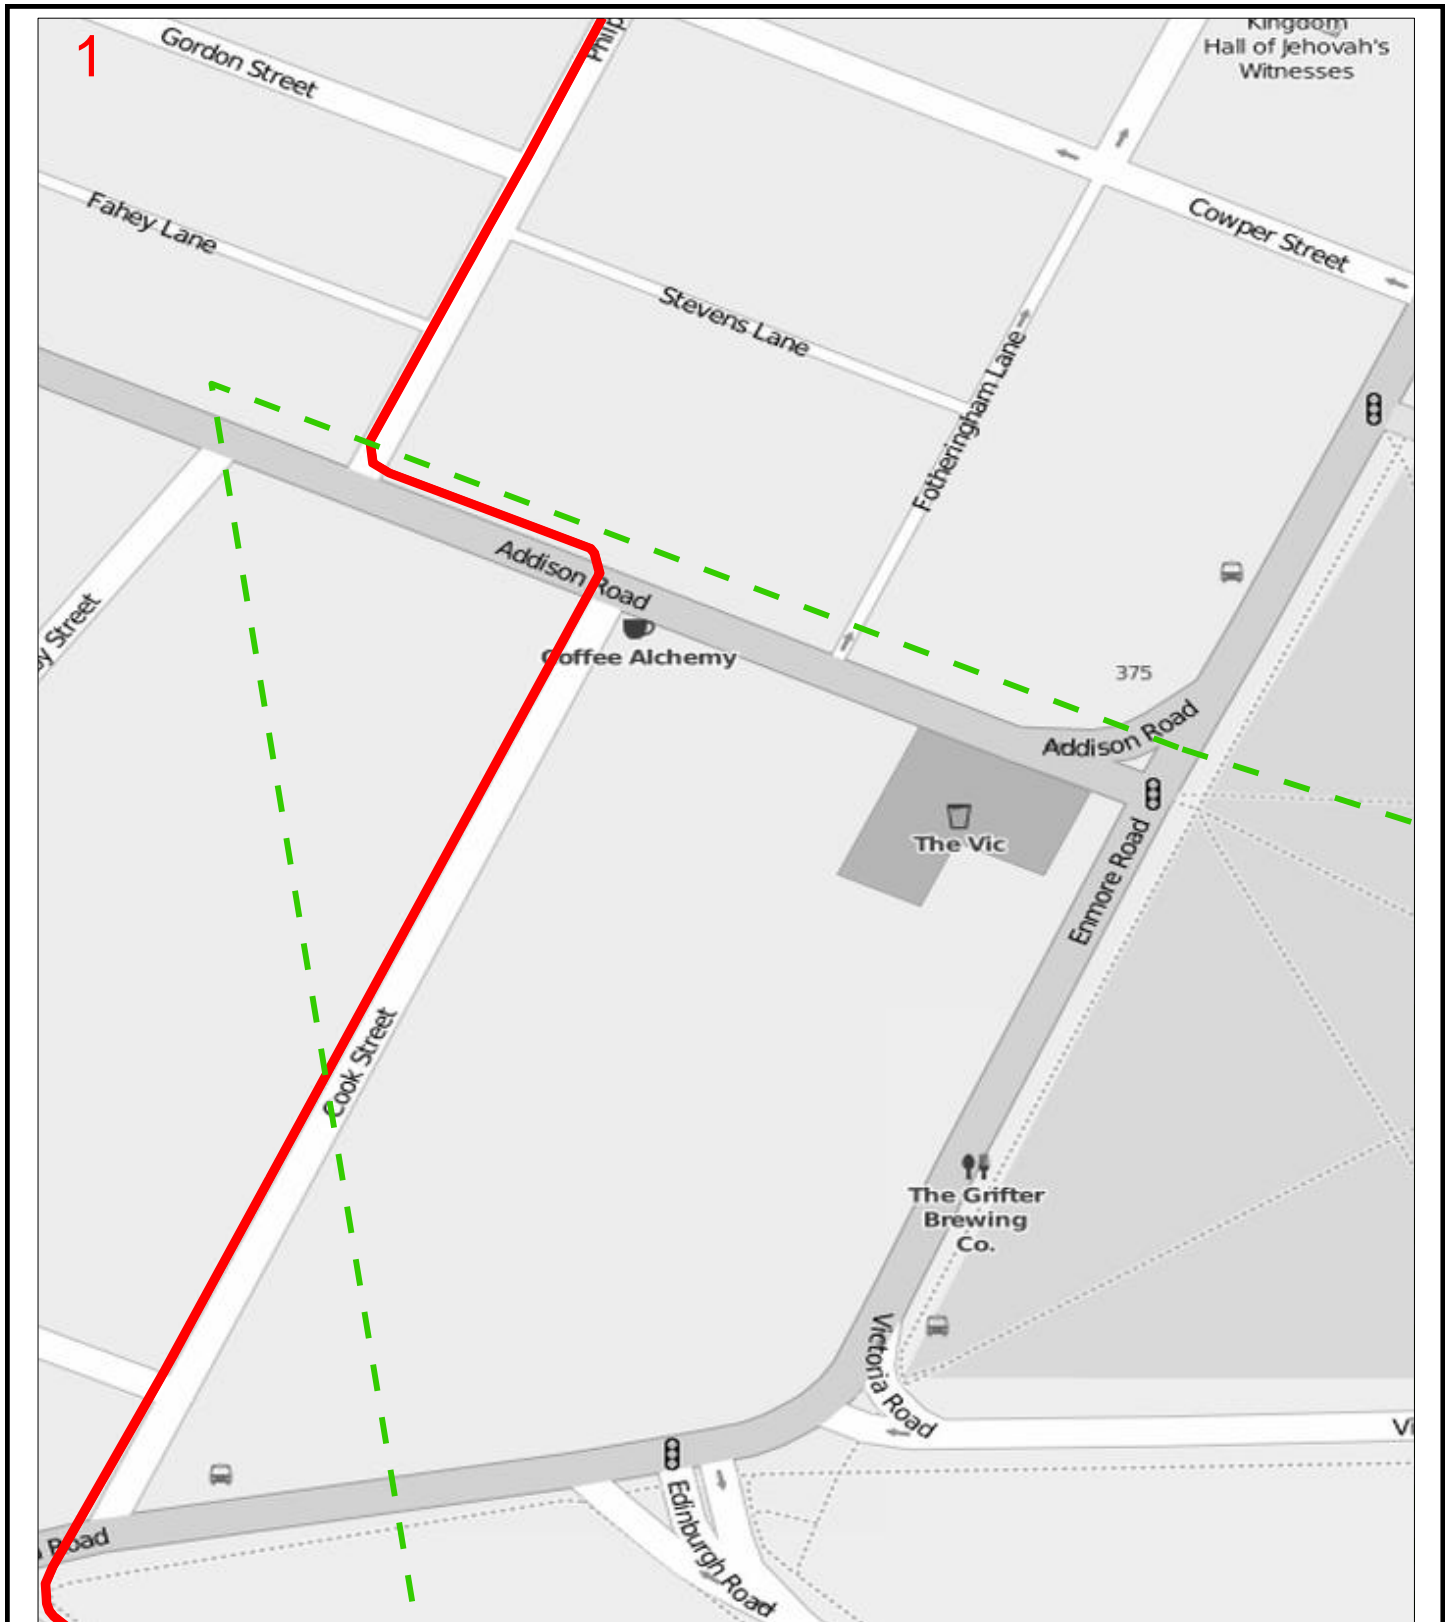 1
Gordon Street
Kingdom
Hall of Jehovah's
Witnesses
Fahey Lane
Cowper Street
Stevens Lane
Fotheringham Lane
Addison Road
Street
Coffee Alchemy
375
Addison Road
The Vic
Enmore Road
Cook Street
The Grifter
Brewing
Co.
Victoria Road
Edinburgh Road
Road